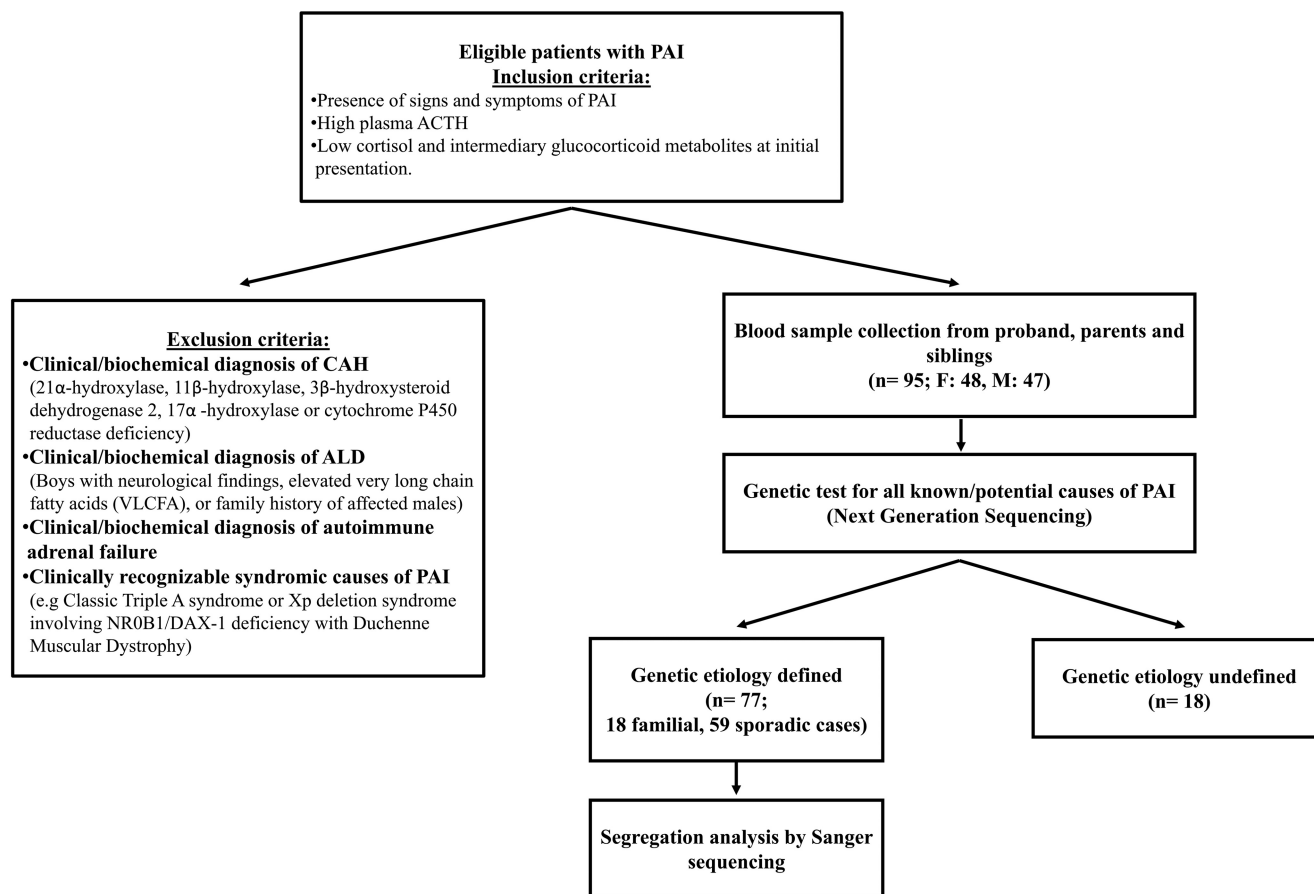 Eligible patients with PAI
Inclusion criteria:
•Presence of signs and symptoms of PAI
•High plasma ACTH
•Low cortisol and intermediary glucocorticoid metabolites at initial
presentation.
Exclusion criteria:
•Clinical/biochemical diagnosis of CAH
(21α-hydroxylase, 11β-hydroxylase, 3β-hydroxysteroid
dehydrogenase 2, 17α -hydroxylase or cytochrome P450
reductase deficiency)
•Clinical/biochemical diagnosis of ALD
(Boys with neurological findings, elevated very long chain
fatty acids (VLCFA), or family history of affected males)
•Clinical/biochemical diagnosis of autoimmune
adrenal failure
•Clinically recognizable syndromic causes of PAI
(e.g Classic Triple A syndrome or Xp deletion syndrome
involving NR0B1/DAX-1 deficiency with Duchenne
Muscular Dystrophy)
Blood sample collection from proband, parents and
siblings
(n= 95; F: 48, M: 47)
Genetic test for all known/potential causes of PAI
(Next Generation Sequencing)
Genetic etiology defined
(n= 77;
18 familial, 59 sporadic cases)
Genetic etiology undefined
(n= 18)
Segregation analysis by Sanger
sequencing